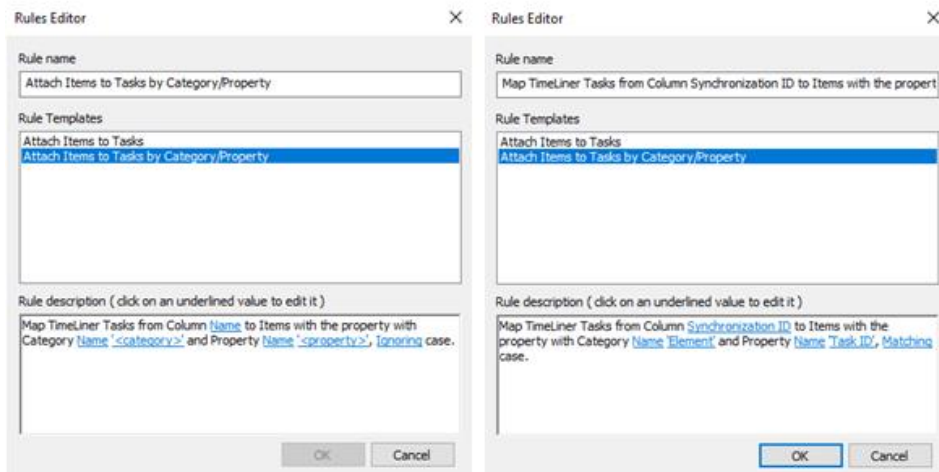 Rules Editor
Rule name
Attach Items to Tasks by Category/Property
Rule Templates
Attach Items to Tasks
Attach Items to Tasks by Category/Property
Rule description ( click on an underlined value to edit it )
Map TimeLiner Tasks from Column Name to Items with the property with
Category Name '<category>' and Property Name '<property>', Ignoring case.
OK
Cancel
Rules Editor
Rule name
Map TimeLiner Tasks from Column Synchronization ID to Items with the propert
Rule Templates
Attach Items to Tasks
Attach Items to Tasks by Category/Property
Rule description ( click on an underlined value to edit it )
Map TimeLiner Tasks from Column Synchronization ID to Items with the
property with Category Name 'Element' and Property Name 'Task ID', Matching
case.
OK
Cancel